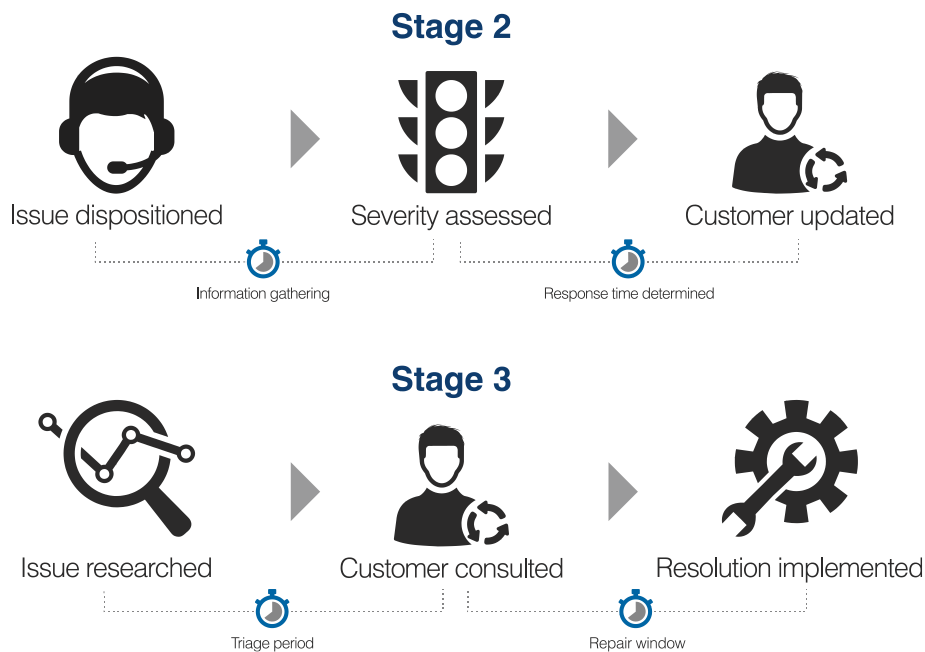 Stage 2
Issue dispositioned
Severity assessed
Customer updated
Information gathering
Response time determined
Stage 3
Issue researched
Customer consulted
Resolution implemented
Triage period
Repair window